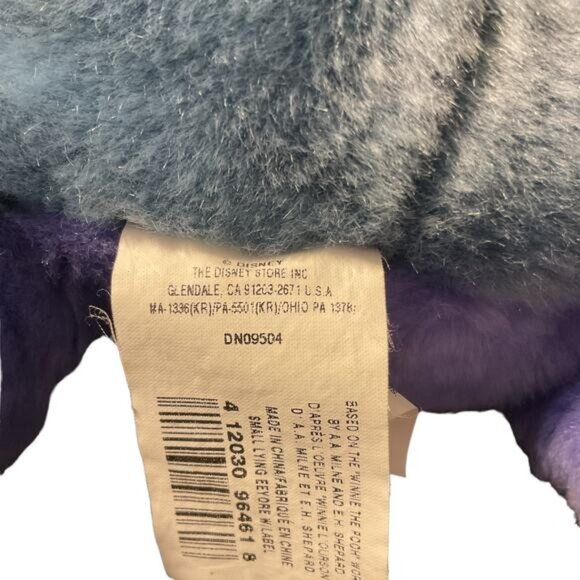 © DISNEY
THE DISNEY STORE INC
GLENDALE, CA 91203-2671 U.S.A
MA-1336(KR)/PA-5501(KR)/OHIO PA 1378
DN09504
BASED ON THE "WINNIE THE POOH" WOR
BY A.A. MILNE AND E.H. SHEPARD
D'APRÈS L'OEUVRE "WINNIE L'OURSON
D' A.A. MILNE ET E.H. SHEPARD
MADE IN CHINA/FABRIQUE EN CHINE
SMALL LYING EEYORE W/LABEL
4 12030 96461 8